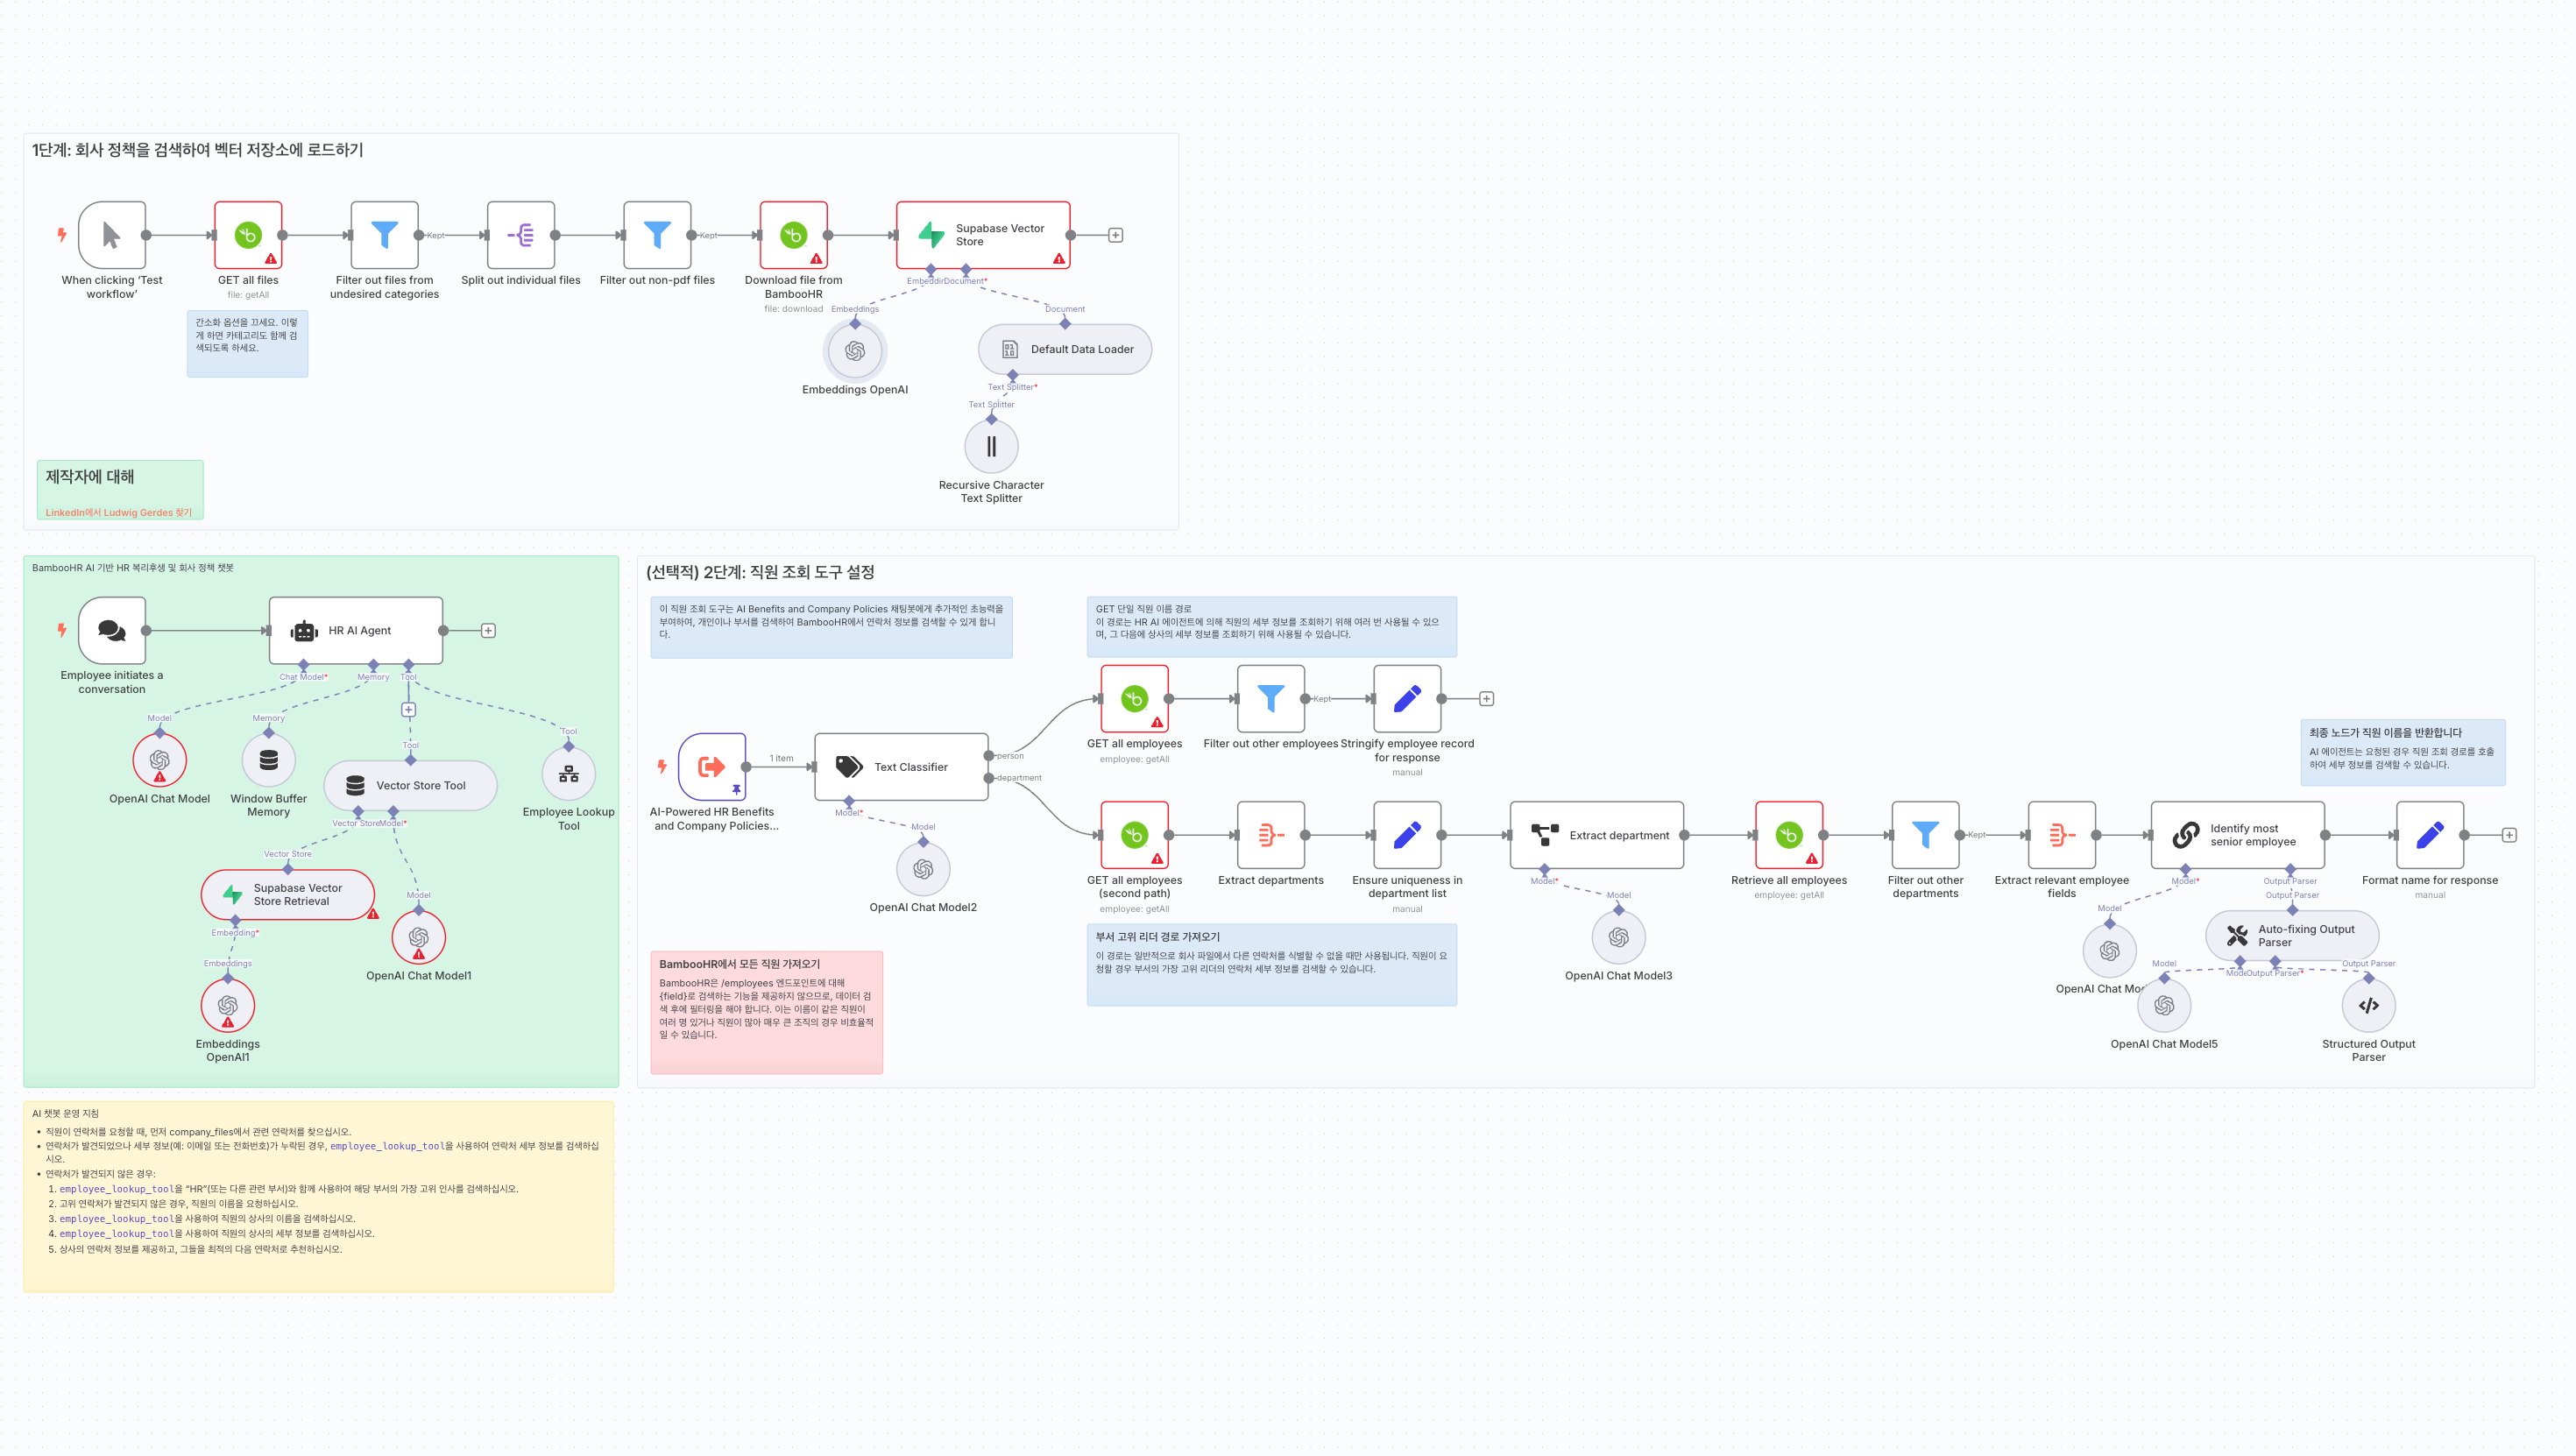 1단계: 회사 정책을 검색하여 벡터 저장소에 로드하기
When clicking ‘Test
workflow’
GET all files
file: getAll
Filter out files from
undesired categories
Kept
Split out individual files
Filter out non-pdf files
Kept
Download file from
BambooHR
file: download
Supabase Vector
Store
Document*
Embeddings
Document
Embeddings OpenAI
Default Data Loader
Text Splitter*
Text Splitter
Recursive Character
Text Splitter
간소화 옵션을 끄세요. 이렇
게 하면 카테고리도 함께 검
색되도록 하세요.
제작자에 대해
LinkedIn에서 Ludwig Gerdes 찾기
BambooHR AI 기반 HR 복리후생 및 회사 정책 챗봇
Employee initiates a
conversation
HR AI Agent
Chat Model*
Memory
Tool
Model
Memory
Tool
Tool
OpenAI Chat Model
Window Buffer
Memory
Vector Store Tool
Employee Lookup
Tool
Vector Store
Model*
Vector Store
Model
Supabase Vector
Store Retrieval
Embedding*
Embeddings
OpenAI Chat Model1
Embeddings
OpenAI1
(선택적) 2단계: 직원 조회 도구 설정
이 직원 조회 도구는 AI Benefits and Company Policies 채팅봇에게 추가적인 초능력을
부여하여, 개인이나 부서를 검색하여 BambooHR에서 연락처 정보를 검색할 수 있게 합니
다.
GET 단일 직원 이름 경로
이 경로는 HR AI 에이전트에 의해 직원의 세부 정보를 조회하기 위해 여러 번 사용될 수 있으
며, 그 다음에 상사의 세부 정보를 조회하기 위해 사용될 수 있습니다.
GET all employees
employee: getAll
Filter out other employees
Kept
Stringify employee record
for response
manual
AI-Powered HR Benefits
and Company Policies...
1 item
Text Classifier
person
department
Model*
Model
OpenAI Chat Model2
최종 노드가 직원 이름을 반환합니다
AI 에이전트는 요청된 경우 직원 조회 경로를 호출
하여 세부 정보를 검색할 수 있습니다.
GET all employees
(second path)
employee: getAll
Extract departments
Ensure uniqueness in
department list
manual
Extract department
Model*
Model
OpenAI Chat Model3
Retrieve all employees
employee: getAll
Filter out other
departments
Kept
Extract relevant employee
fields
Identify most
senior employee
Model*
Output Parser
Output Parser
Model
Format name for response
manual
Auto-fixing Output
Parser
OpenAI Chat
Model
Output Parser*
Output Parser
OpenAI Chat Model5
Structured Output
Parser
부서 고위 리더 경로 가져오기
이 경로는 일반적으로 회사 파일에서 다른 연락처를 식별할 수 없을 때만 사용됩니다. 직원이 요
청할 경우 부서의 가장 고위 리더의 연락처 세부 정보를 검색할 수 있습니다.
BambooHR에서 모든 직원 가져오기
BambooHR은 /employees 엔드포인트에 대해
{field}로 검색하는 기능을 제공하지 않으므로, 데이터 검
색 후에 필터링을 해야 합니다. 이는 이름이 같은 직원이
여러 명 있거나 직원이 많아 매우 큰 조직의 경우 비효율적
일 수 있습니다.
AI 챗봇 운영 지침
• 직원이 연락처를 요청할 때, 먼저 company_files에서 관련 연락처를 찾으십시오.
• 연락처가 발견되었으나 세부 정보(예: 이메일 또는 전화번호)가 누락된 경우, employee_lookup_tool을 사용하여 연락처 세부 정보를 검색하십
시오.
• 연락처가 발견되지 않은 경우:
1. employee_lookup_tool을 “HR”(또는 다른 관련 부서)와 함께 사용하여 해당 부서의 가장 고위 인사를 검색하십시오.
2. 고위 연락처가 발견되지 않은 경우, 직원의 이름을 요청하십시오.
3. employee_lookup_tool을 사용하여 직원의 상사의 이름을 검색하십시오.
4. employee_lookup_tool을 사용하여 직원의 상사의 세부 정보를 검색하십시오.
5. 상사의 연락처 정보를 제공하고, 그들을 최적의 다음 연락처로 추천하십시오.